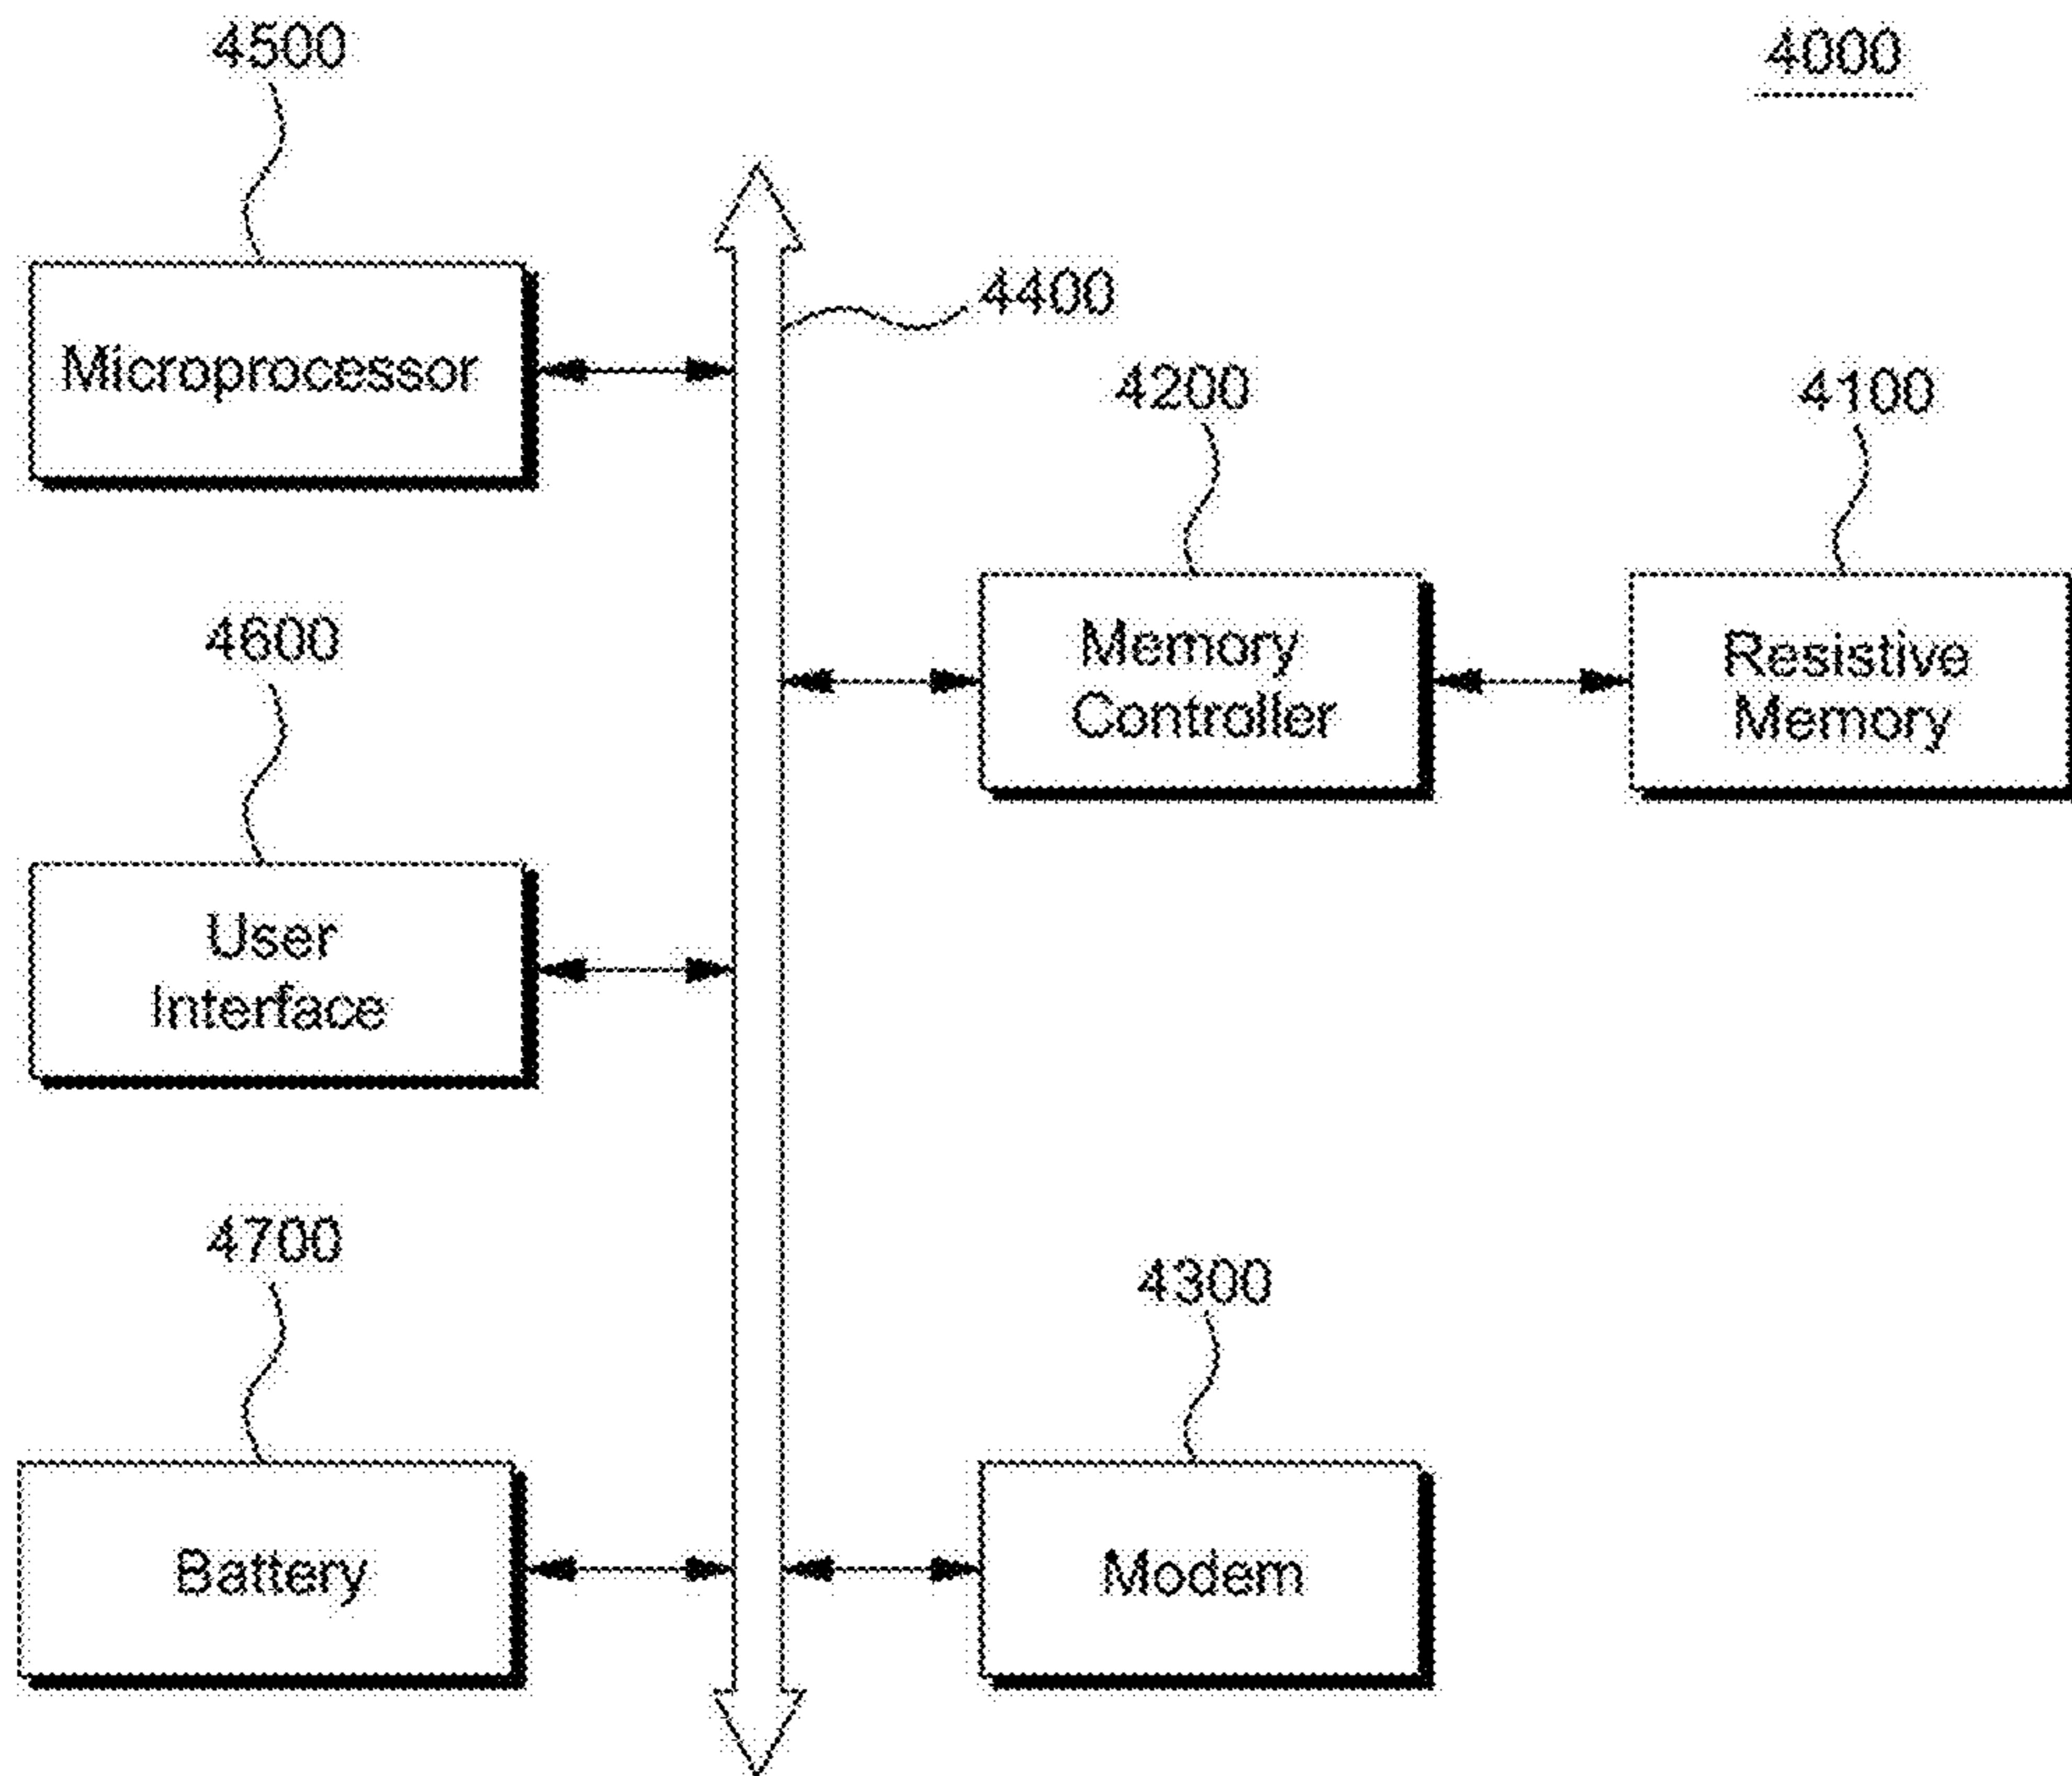 4500
4000
4400
Microprocessor
4200
4100
4600
Memory
Controller
Resistive
Memory
User
Interface
4700
4300
Battery
Modem